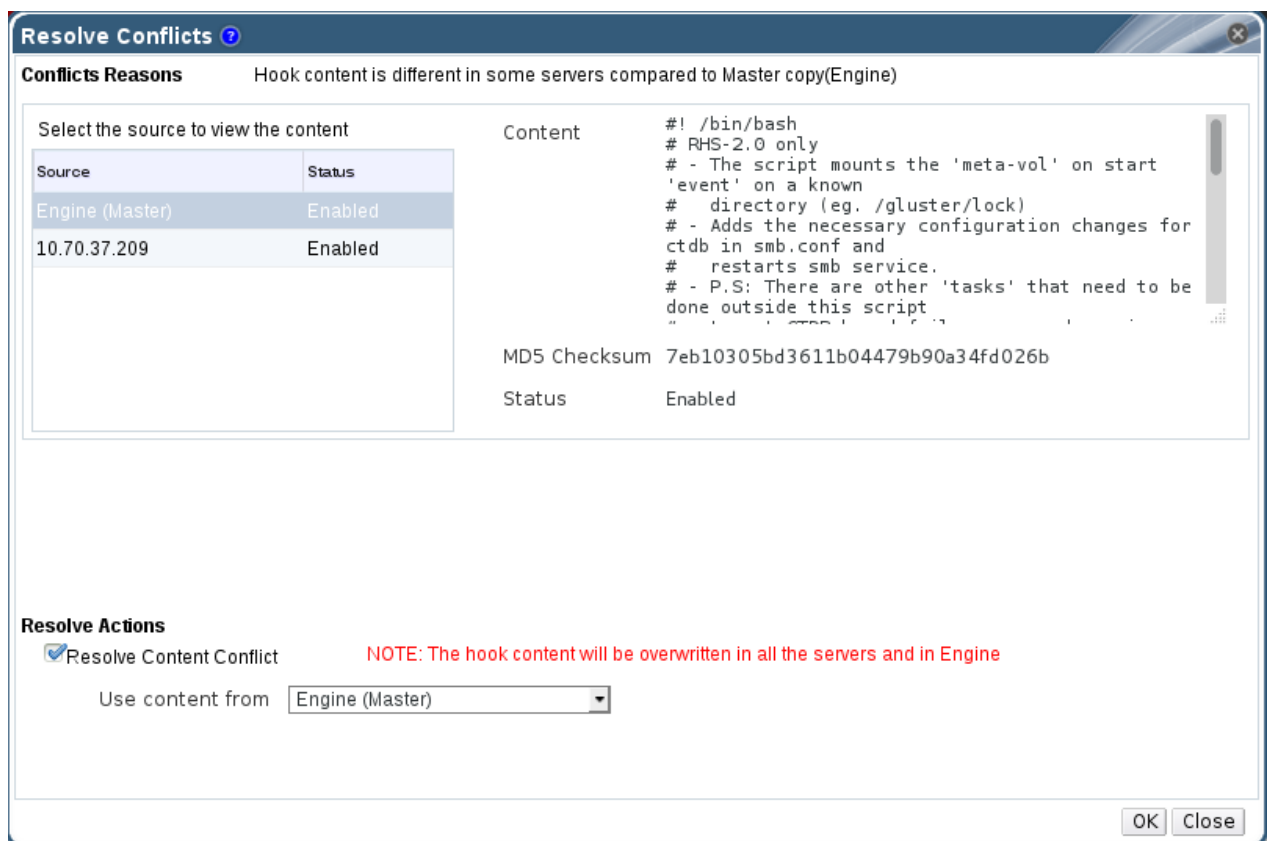 Resolve Conflicts ?
Conflicts Reasons Hook content is different in some servers compared to Master copy(Engine)
Select the source to view the content
Source Status
Engine (Master) Enabled
10.70.37.209 Enabled
Content
#! /bin/bash
# RHS-2.0 only
# - The script mounts the 'meta-vol' on start
'event' on a known
#   directory (eg. /gluster/lock)
# - Adds the necessary configuration changes for
ctdb in smb.conf and
#   restarts smb service.
# - P.S: There are other 'tasks' that need to be
done outside this script
MD5 Checksum 7eb10305bd3611b04479b90a34fd026b
Status Enabled
Resolve Actions
Resolve Content Conflict NOTE: The hook content will be overwritten in all the servers and in Engine
Use content from Engine (Master)
OK Close